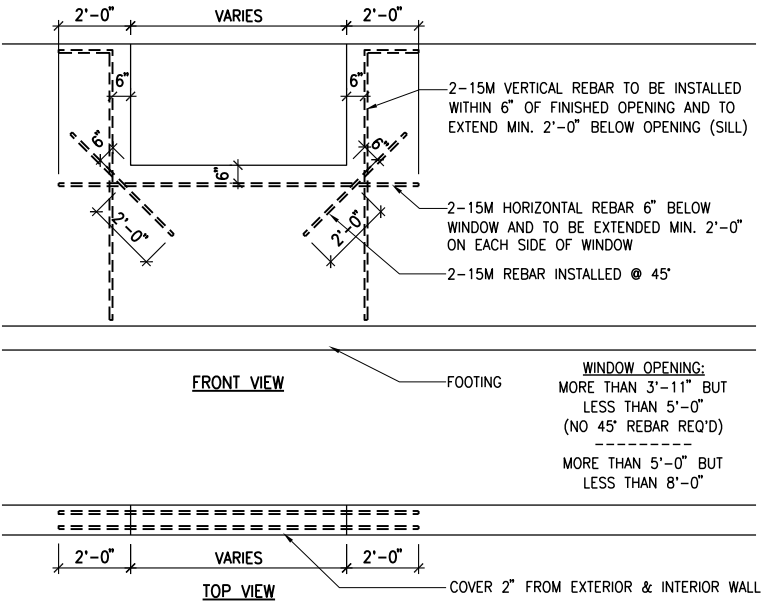 2'-0" VARIES 2'-0"
6" 6"
2-15M VERTICAL REBAR TO BE INSTALLED
WITHIN 6" OF FINISHED OPENING AND TO
EXTEND MIN. 2'-0" BELOW OPENING (SILL)
6" 6" 6"
2'-0" 2'-0"
2-15M HORIZONTAL REBAR 6" BELOW
WINDOW AND TO BE EXTENDED MIN. 2'-0"
ON EACH SIDE OF WINDOW
2-15M REBAR INSTALLED @ 45°
FRONT VIEW
FOOTING
WINDOW OPENING:
MORE THAN 3'-11" BUT
LESS THAN 5'-0"
(NO 45° REBAR REQ'D)
----------
MORE THAN 5'-0" BUT
LESS THAN 8'-0"
2'-0" VARIES 2'-0"
TOP VIEW
COVER 2" FROM EXTERIOR & INTERIOR WALL